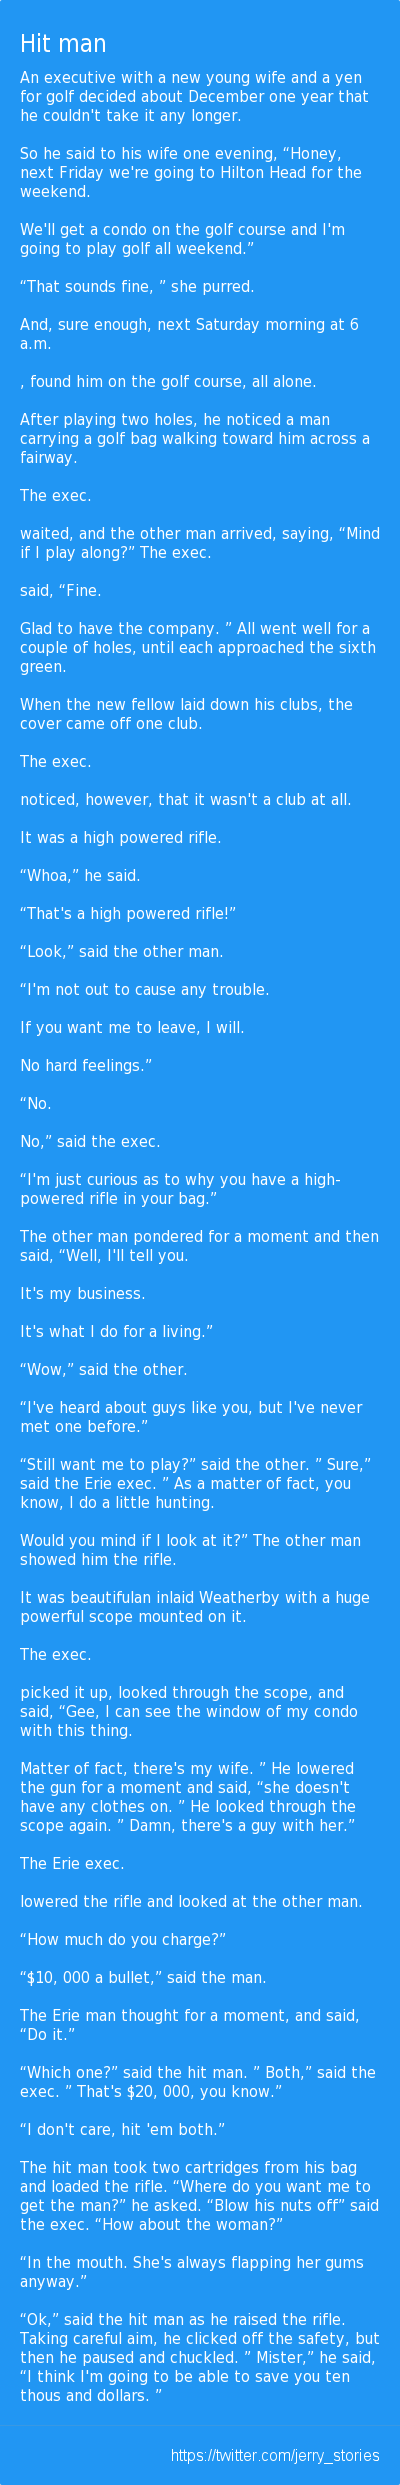 Hit man
An executive with a new young wife and a yen
for golf decided about December one year that
he couldn't take it any longer.
So he said to his wife one evening, “Honey,
next Friday we're going to Hilton Head for the
weekend.
We'll get a condo on the golf course and I'm
going to play golf all weekend.”
“That sounds fine, ” she purred.
And, sure enough, next Saturday morning at 6
a.m.
, found him on the golf course, all alone.
After playing two holes, he noticed a man
carrying a golf bag walking toward him across a
fairway.
The exec.
waited, and the other man arrived, saying, “Mind
if I play along?” The exec.
said, “Fine.
Glad to have the company. ” All went well for a
couple of holes, until each approached the sixth
green.
When the new fellow laid down his clubs, the
cover came off one club.
The exec.
noticed, however, that it wasn't a club at all.
It was a high powered rifle.
“Whoa,” he said.
“That's a high powered rifle!”
“Look,” said the other man.
“I'm not out to cause any trouble.
If you want me to leave, I will.
No hard feelings.”
“No.
No,” said the exec.
“I'm just curious as to why you have a high-
powered rifle in your bag.”
The other man pondered for a moment and then
said, “Well, I'll tell you.
It's my business.
It's what I do for a living.”
“Wow,” said the other.
“I've heard about guys like you, but I've never
met one before.”
“Still want me to play?” said the other. ” Sure,”
said the Erie exec. ” As a matter of fact, you
know, I do a little hunting.
Would you mind if I look at it?” The other man
showed him the rifle.
It was beautifulan inlaid Weatherby with a huge
powerful scope mounted on it.
The exec.
picked it up, looked through the scope, and
said, “Gee, I can see the window of my condo
with this thing.
Matter of fact, there's my wife. ” He lowered
the gun for a moment and said, “she doesn't
have any clothes on. ” He looked through the
scope again. ” Damn, there's a guy with her.”
The Erie exec.
lowered the rifle and looked at the other man.
“How much do you charge?”
“$10, 000 a bullet,” said the man.
The Erie man thought for a moment, and said,
“Do it.”
“Which one?” said the hit man. ” Both,” said the
exec. ” That's $20, 000, you know.”
“I don't care, hit 'em both.”
The hit man took two cartridges from his bag
and loaded the rifle. “Where do you want me to
get the man?” he asked. “Blow his nuts off” said
the exec. “How about the woman?”
“In the mouth. She's always flapping her gums
anyway.”
“Ok,” said the hit man as he raised the rifle.
Taking careful aim, he clicked off the safety, but
then he paused and chuckled. ” Mister,” he said,
“I think I'm going to be able to save you ten
thous and dollars. ”
https://twitter.com/jerry_stories